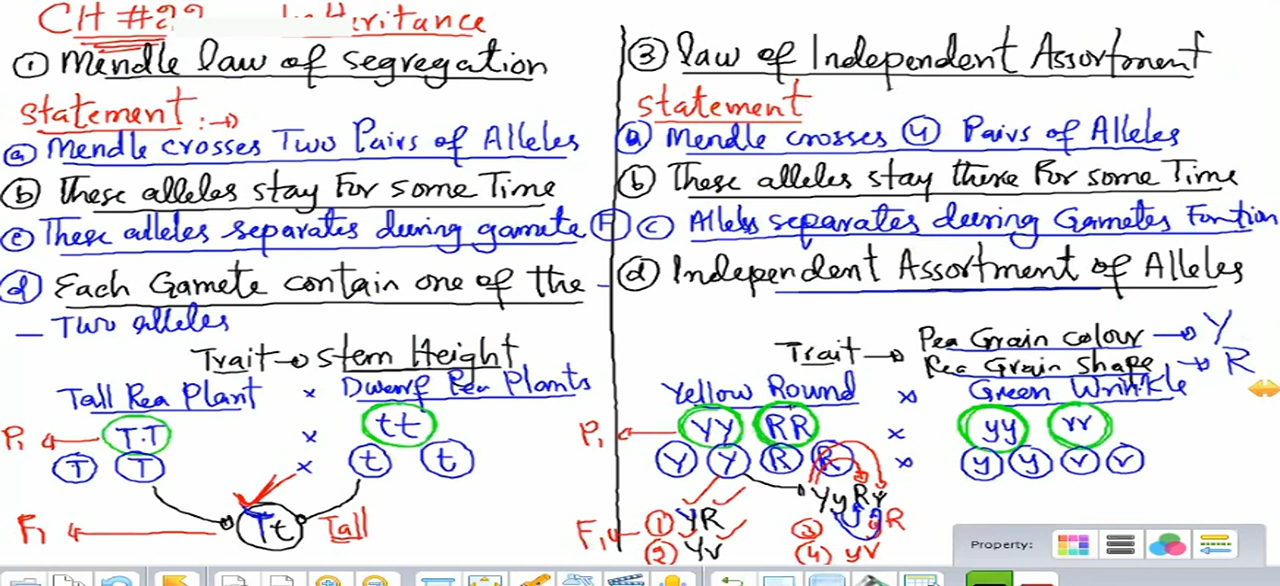 CH #22 Inheritance
① Mendle law of segregation
Statement :→
ⓐ Mendle crosses Two Pairs of Alleles
ⓑ These alleles stay For some Time
ⓒ These alleles separates during gamete Ⓕ
ⓓ Each Gamete contain one of the –
– Two alleles
Trait → Stem Height
Tall Pea Plant × Dwarf Pea Plants
P₁ ← T.T × tt
T T × t t
F₁ ← Tt Tall
③ law of Independent Assortment
Statement
ⓐ Mendle crosses ④ Pairs of Alleles
ⓑ These alleles stay there For some Time
ⓒ Alleles separates during Gametes Formtion
ⓓ Independent Assortment of Alleles
Trait → Pea Grain colour → Y
Pea Grain shape → R
Yellow Round × Green Wrinkle
P₁ ← YY RR × yy rr
Y Y R R × y y r r
YyRr
F₁ ← ① YR ③ yR
(2) Yr (4) yr
Property: